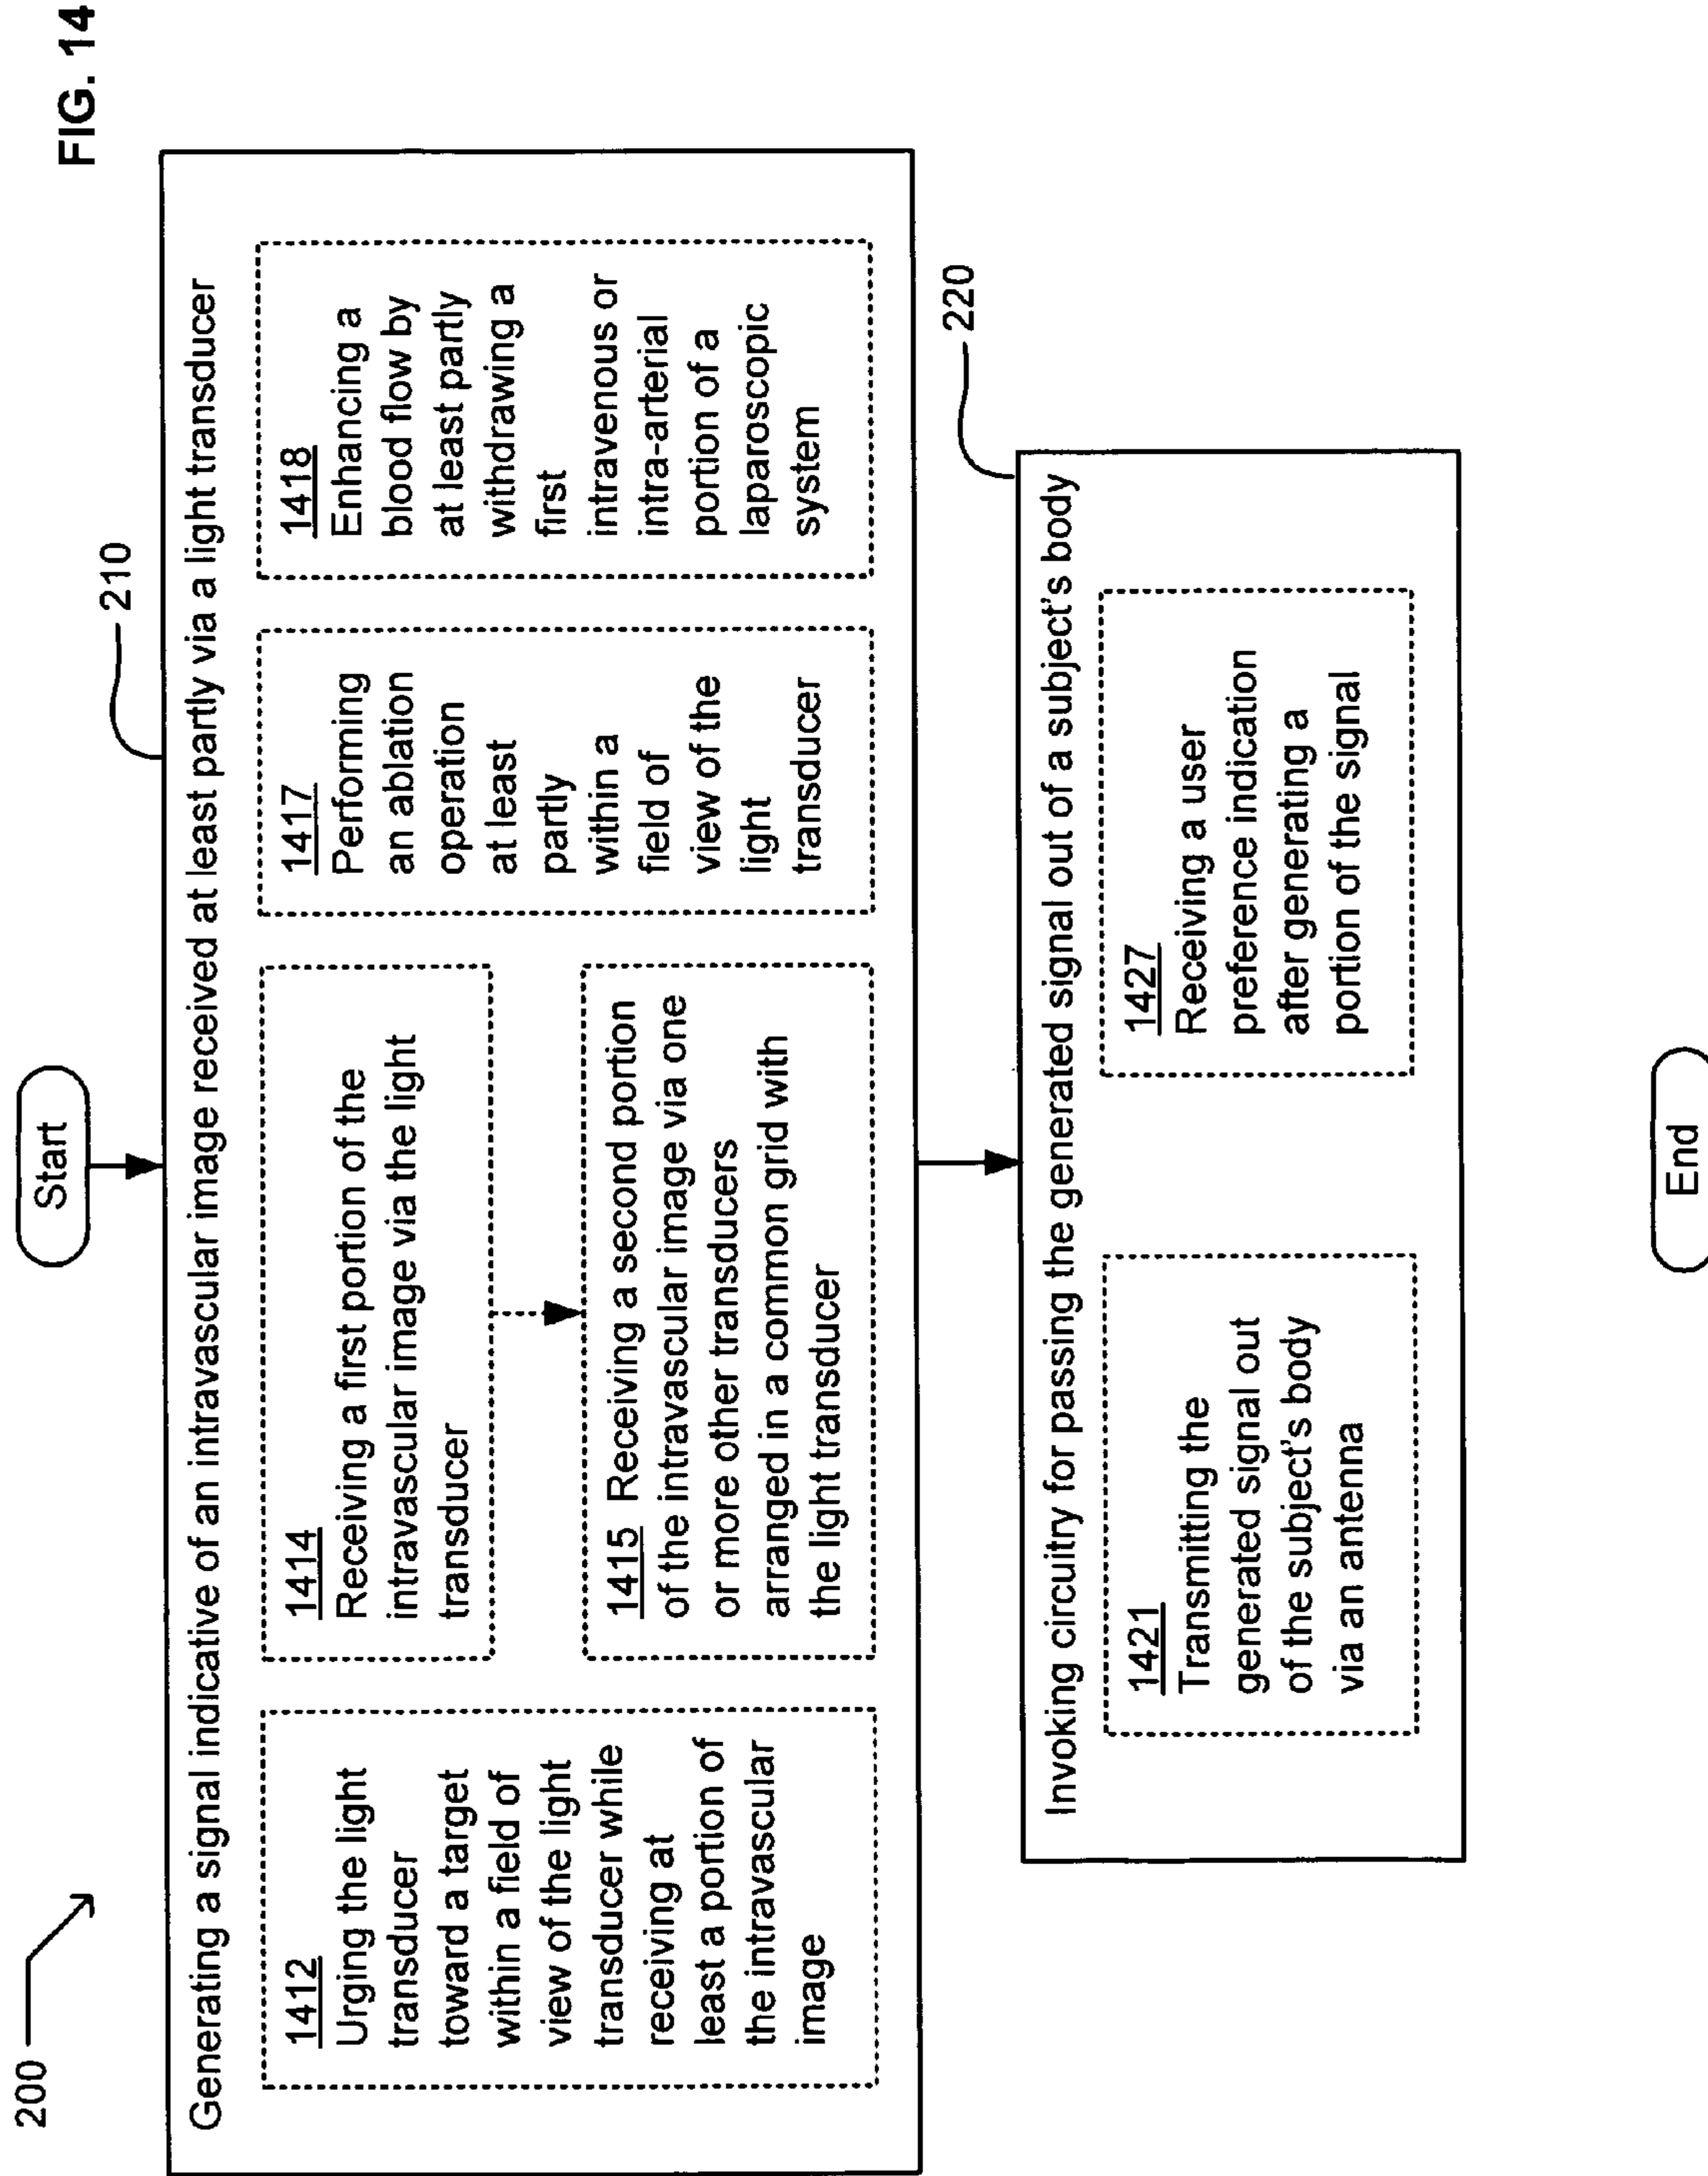 FIG. 14
200
Start
210
Generating a signal indicative of an intravascular image received at least partly via a light transducer
1412
Urging the light
transducer
toward a target
within a field of
view of the light
transducer while
receiving at
least a portion of
the intravascular
image
1414
Receiving a first portion of the
intravascular image via the light
transducer
1415 Receiving a second portion
of the intravascular image via one
or more other transducers
arranged in a common grid with
the light transducer
1417
Performing
an ablation
operation
at least
partly
within a
field of
view of the
light
transducer
1418
Enhancing a
blood flow by
at least partly
withdrawing a
first
intravenous or
intra-arterial
portion of a
laparoscopic
system
220
Invoking circuitry for passing the generated signal out of a subject's body
1421
Transmitting the
generated signal out
of the subject's body
via an antenna
1427
Receiving a user
preference indication
after generating a
portion of the signal
End